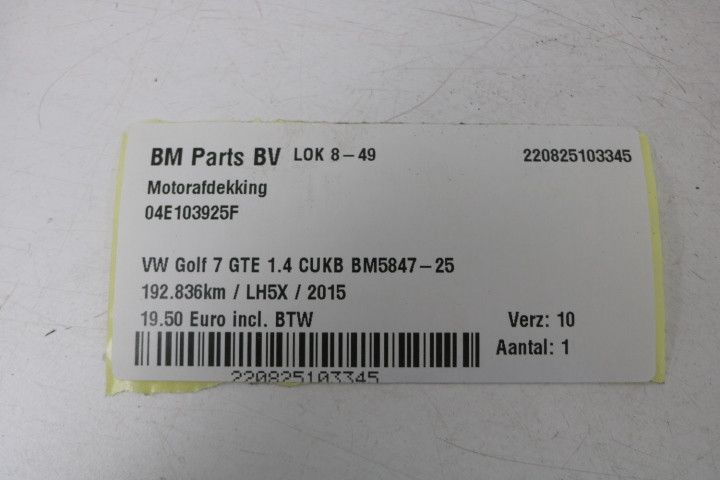 BM Parts BV LOK 8-49 220825103345
Motorafdekking
04E103925F
VW Golf 7 GTE 1.4 CUKB BM5847-25
192.836km / LH5X / 2015
19.50 Euro incl. BTW Verz: 10
Aantal: 1
220825103345